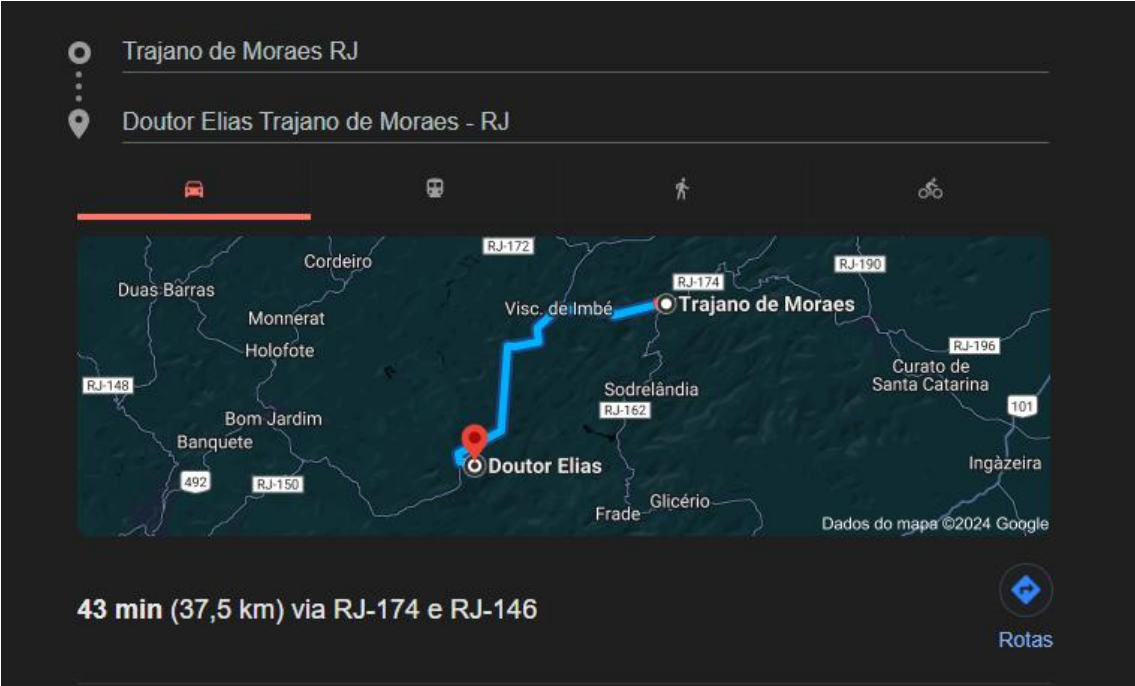 Trajano de Moraes RJ
Doutor Elias Trajano de Moraes - RJ
RJ-172
Cordeiro
RJ-190
RJ-174
Duas Barras
Visc. de Imbé
Trajano de Moraes
Monnerat
Holofote
RJ-196
Curato de
Santa Catarina
RJ-148
Sodrelândia
RJ-162
101
Bom Jardim
Banquete
Doutor Elias
Ingàzeira
492
RJ-150
Glicério
Frade
Dados do mapa ©2024 Google
43 min (37,5 km) via RJ-174 e RJ-146
Rotas